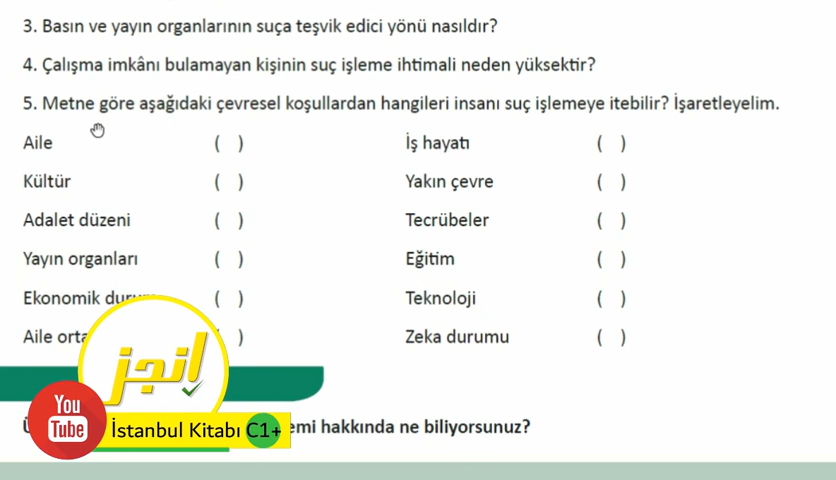 3. Basın ve yayın organlarının suça teşvik edici yönü nasıldır?
4. Çalışma imkânı bulamayan kişinin suç işleme ihtimali neden yüksektir?
5. Metne göre aşağıdaki çevresel koşullardan hangileri insanı suç işlemeye itebilir? İşaretleyelim.
Aile ( ) İş hayatı ( )
Kültür ( ) Yakın çevre ( )
Adalet düzeni ( ) Tecrübeler ( )
Yayın organları ( ) Eğitim ( )
Ekonomik ( ) Teknoloji ( )
Aile ) Zeka durumu ( )
انجز
You
Tube
İstanbul Kitabı C1+
hakkında ne biliyorsunuz?